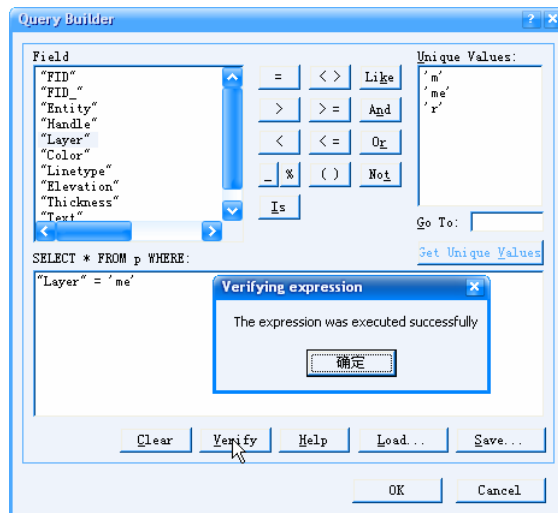 Query Builder
Field
Unique Values:
"FID"
"FID_"
"Entity"
"Handle"
"Layer"
"Color"
"Linetype"
"Elevation"
"Thickness"
"Text"
= < > Like
> > = And
< < = Or
_ % ( ) Not
Is
'm'
'me'
'r'
Go To:
Get Unique Values
SELECT * FROM p WHERE:
"Layer" = 'me'
Verifying expression
The expression was executed successfully
确定
Clear Verify Help Load... Save...
OK Cancel